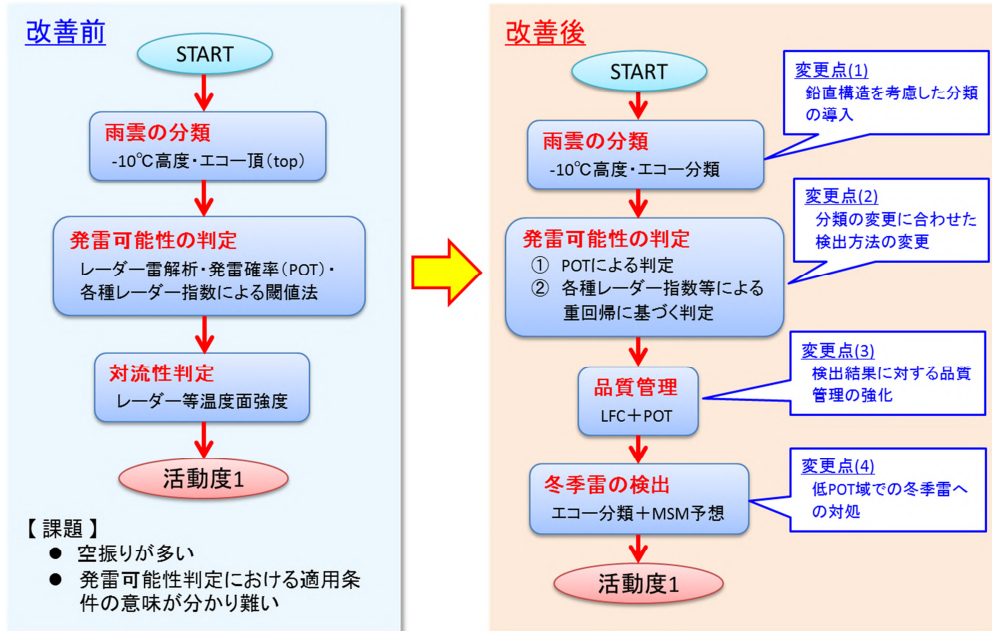 改善前
START
雨雲の分類
-10℃高度・エコー頂(top)
発雷可能性の判定
レーダー雷解析・発雷確率(POT)・
各種レーダー指数による閾値法
対流性判定
レーダー等温度面強度
活動度1
【 課題 】
● 空振りが多い
● 発雷可能性判定における適用条
件の意味が分かり難い
改善後
START
雨雲の分類
-10℃高度・エコー分類
発雷可能性の判定
① POTによる判定
② 各種レーダー指数等による
重回帰に基づく判定
品質管理
LFC＋POT
冬季雷の検出
エコー分類＋MSM予想
活動度1
変更点(1)
鉛直構造を考慮した分類
の導入
変更点(2)
分類の変更に合わせた
検出方法の変更
変更点(3)
検出結果に対する品質
管理の強化
変更点(4)
低POT域での冬季雷へ
の対処